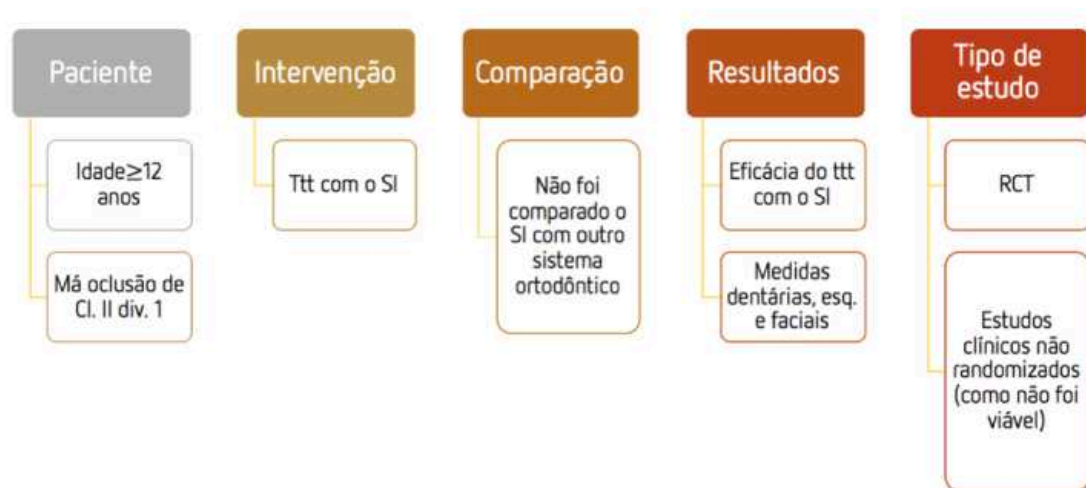 Paciente
Idade≥12
anos
Má oclusão de
Cl. II div. 1
Intervenção
Ttt com o SI
Comparação
Não foi
comparado o
SI com outro
sistema
ortodôntico
Resultados
Eficácia do ttt
com o SI
Medidas
dentárias, esq.
e faciais
Tipo de
estudo
RCT
Estudos
clínicos não
randomizados
(como não foi
viável)